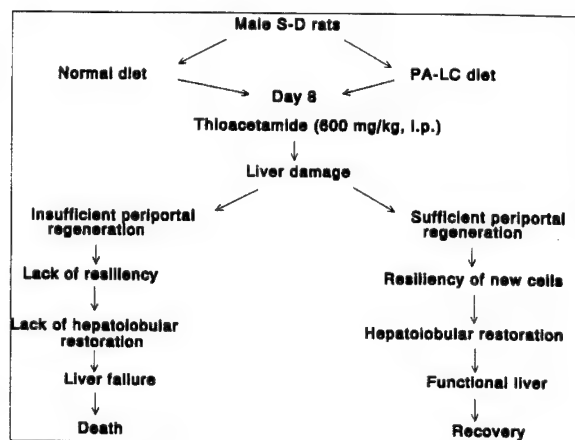 Male S-D rats
Normal diet
PA-LC diet
Day 8
Thioacetamide (600 mg/kg, i.p.)
Liver damage
Insufficient periportal
regeneration
Sufficient periportal
regeneration
Lack of resiliency
Resiliency of new cells
Lack of hepatolobular
restoration
Hepatolobular restoration
Liver failure
Functional liver
Death
Recovery